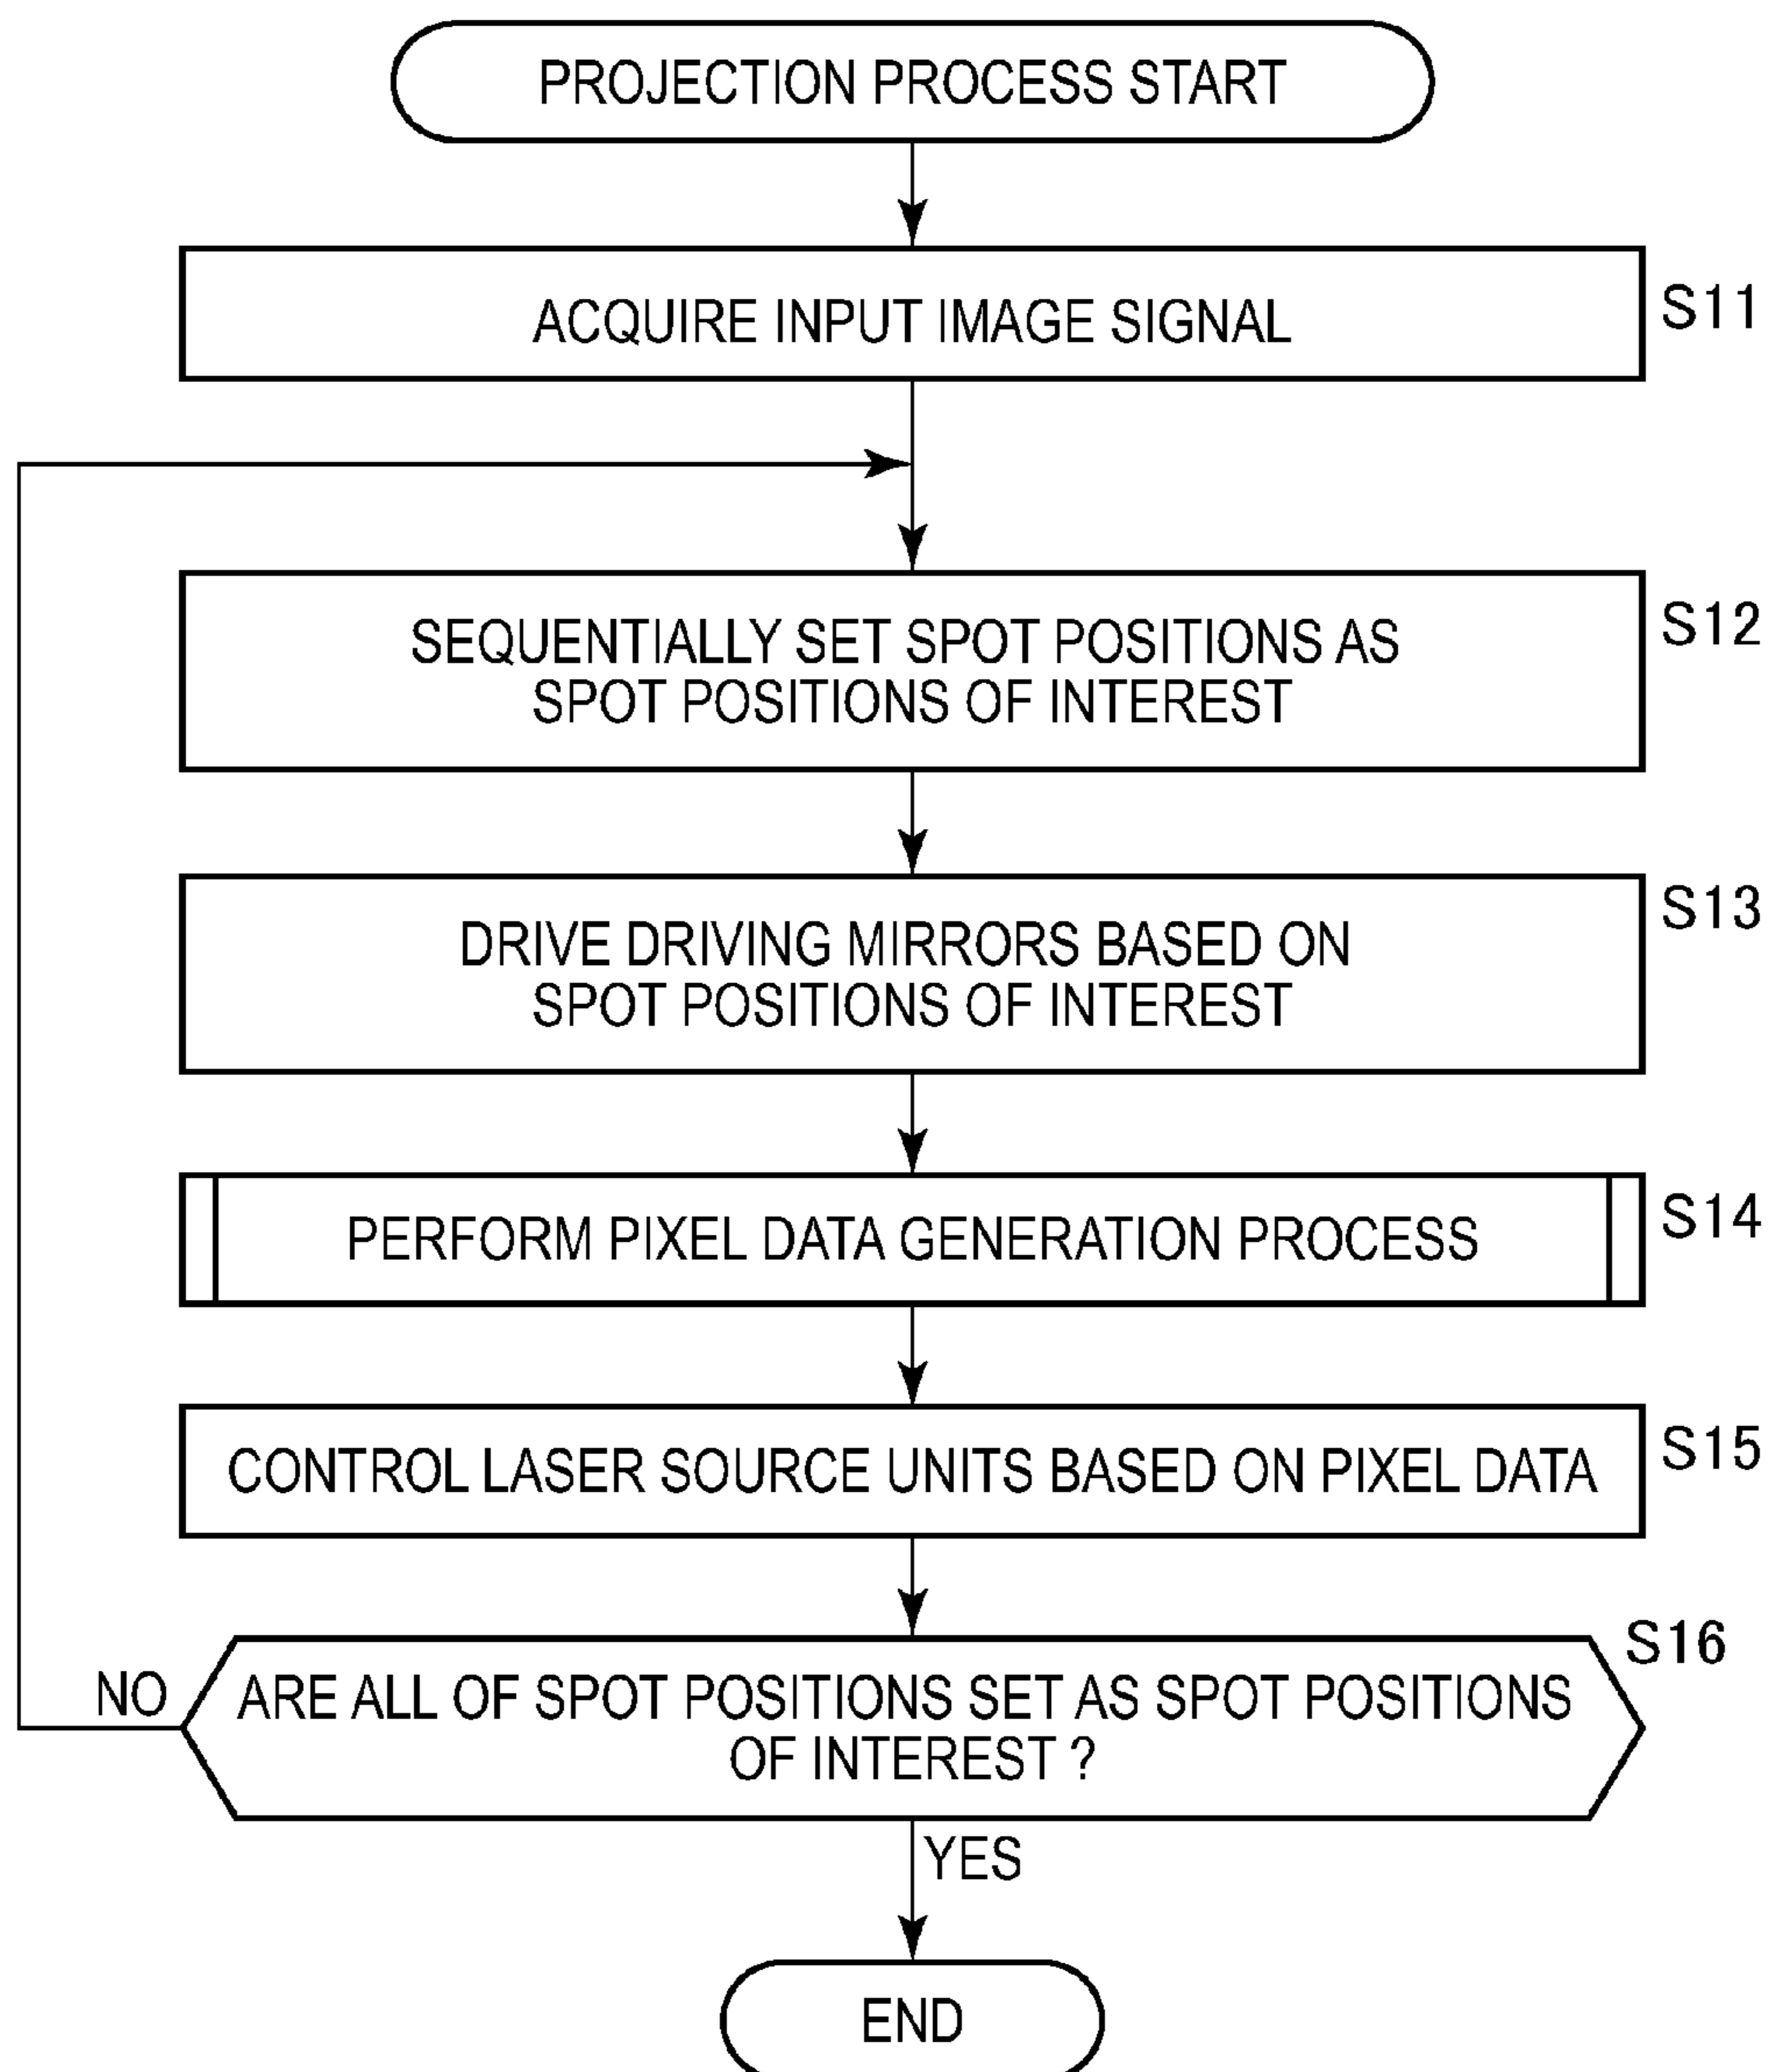 PROJECTION PROCESS START
ACQUIRE INPUT IMAGE SIGNAL
S11
SEQUENTIALLY SET SPOT POSITIONS AS
SPOT POSITIONS OF INTEREST
S12
DRIVE DRIVING MIRRORS BASED ON
SPOT POSITIONS OF INTEREST
S13
PERFORM PIXEL DATA GENERATION PROCESS
S14
CONTROL LASER SOURCE UNITS BASED ON PIXEL DATA
S15
ARE ALL OF SPOT POSITIONS SET AS SPOT POSITIONS
OF INTEREST ?
S16
NO
YES
END